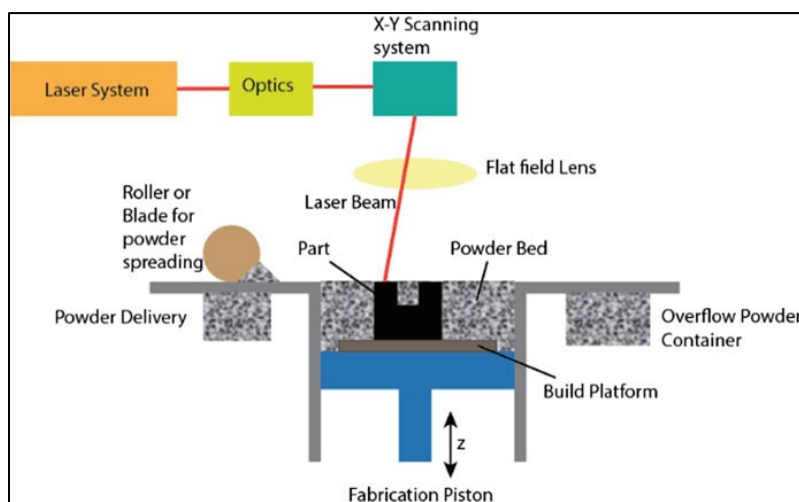 X-Y Scanning
system
Laser System
Optics
Flat field Lens
Laser Beam
Roller or
Blade for
powder
spreading
Part
Powder Bed
Powder Delivery
Overflow Powder
Container
Build Platform
z
Fabrication Piston